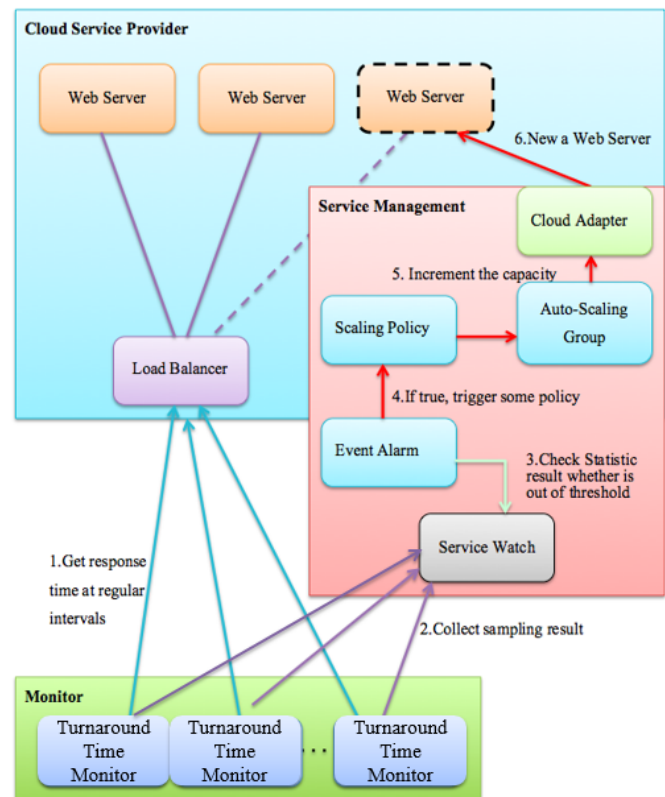 Cloud Service Provider
Web Server
Web Server
Web Server
6.New a Web Server
Service Management
Cloud Adapter
5. Increment the capacity
Scaling Policy
Auto-Scaling
Group
Load Balancer
4.If true, trigger some policy
Event Alarm
3.Check Statistic
result whether is
out of threshold
Service Watch
1.Get response
time at regular
intervals
2.Collect sampling result
Monitor
Turnaround
Time
Monitor
Turnaround
Time
Monitor
...
Turnaround
Time
Monitor